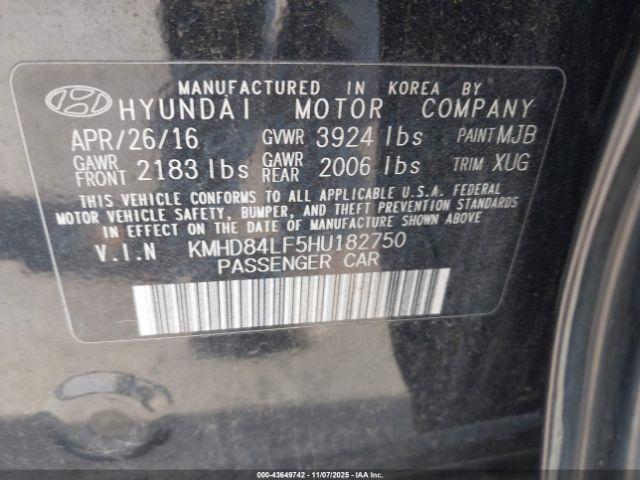 MANUFACTURED IN KOREA BY
HYUNDAI MOTOR COMPANY
APR/26/16 GVWR 3924 lbs PAINT MJB
GAWR FRONT 2183 lbs GAWR REAR 2006 lbs TRIM XUG
THIS VEHICLE CONFORMS TO ALL APPLICABLE U.S.A. FEDERAL
MOTOR VEHICLE SAFETY, BUMPER, AND THEFT PREVENTION
STANDARDS IN EFFECT ON THE DATE OF MANUFACTURE SHOWN ABOVE
V.I.N KMHD84LF5HU182750
PASSENGER CAR
000-43649742 - 11/07/2025 - IAAI.COM